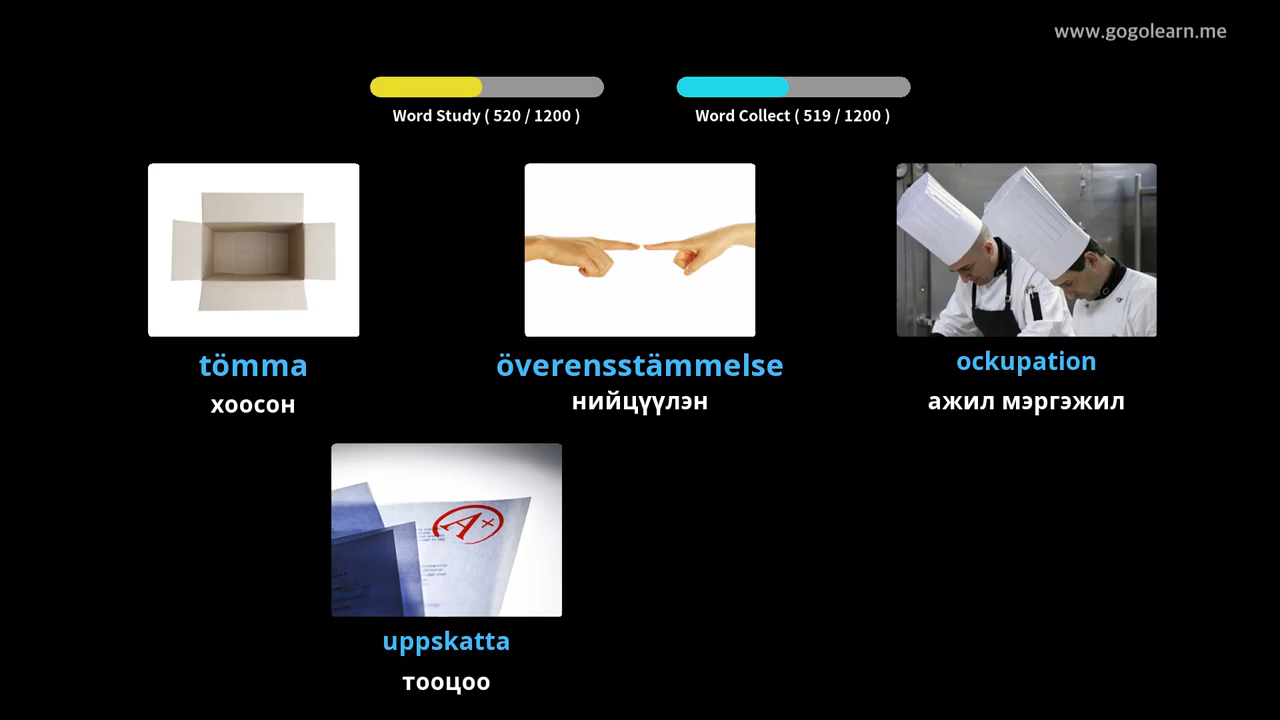 www.gogolearn.me
Word Study ( 520 / 1200 )
Word Collect ( 519 / 1200 )
tömma
хоосон
överensstämmelse
нийцүүлэн
ockupation
ажил мэргэжил
A+
uppskatta
тооцоо